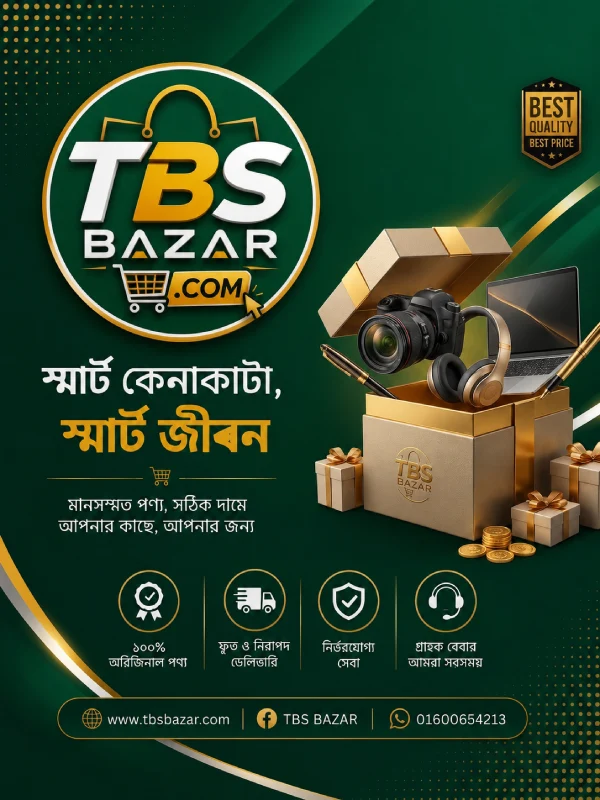 TBS
BAZAR
.COM
BEST
QUALITY
BEST PRICE
স্মার্ট কেনাকাটা,
স্মার্ট জীৰন
TBS
BAZAR
মানসম্মত পণ্য, সঠিক দামে
আপনার কাছে, আপনার জন্য
১০০%
অরিজিনাল পণ্য
ফুত ও নিরাপদ
ডেলিভারি
নির্ভরযোগ্য
সেবা
গ্রাহক ৰেবার
আমরা সবসময়
www.tbsbazar.com
TBS BAZAR
01600654213